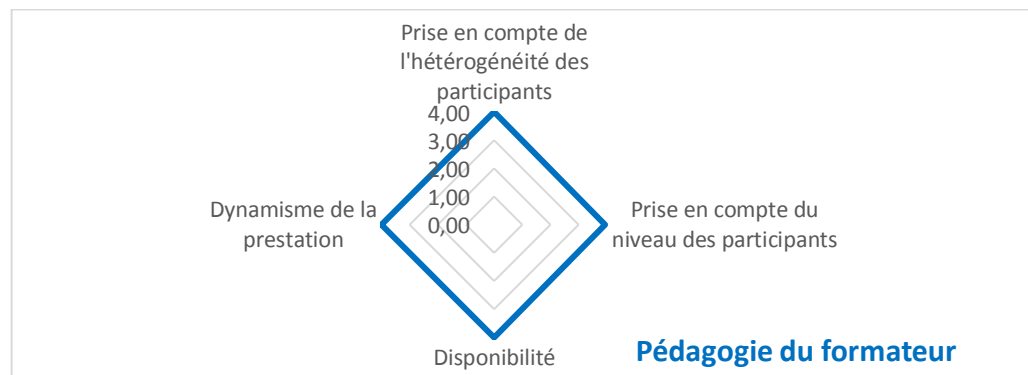 Prise en compte de
l'hétérogénéité des
participants
4,00
3,00
2,00
1,00
0,00
Dynamisme de la
prestation
Prise en compte du
niveau des participants
Disponibilité
Pédagogie du formateur